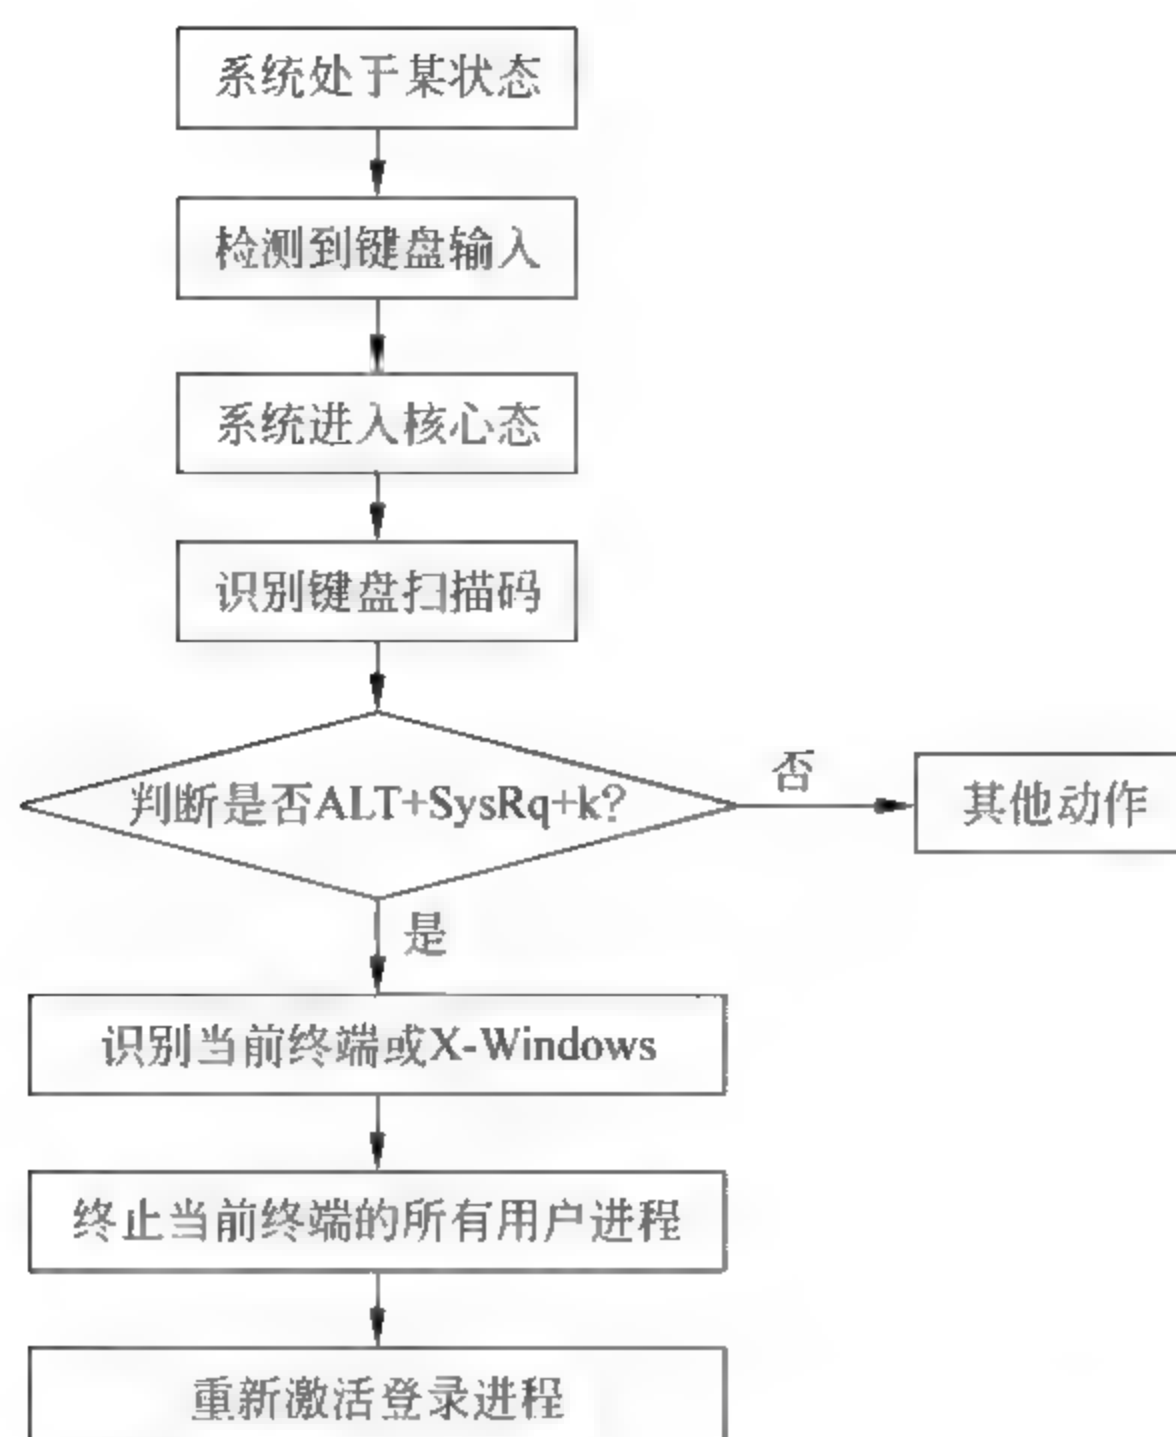 系统处于某状态
检测到键盘输入
系统进入核心态
识别键盘扫描码
判断是否ALT+SysRq+k?
否
其他动作
是
识别当前终端或X-Windows
终止当前终端的所有用户进程
重新激活登录进程